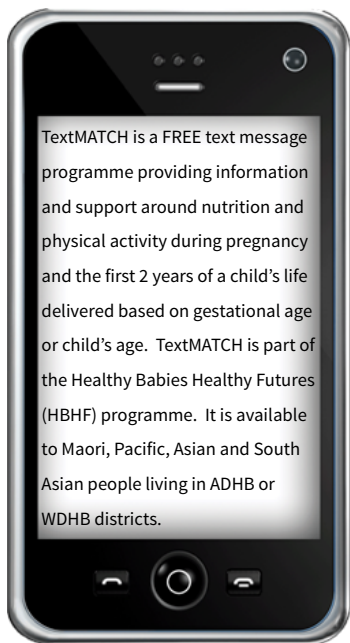 TextMATCH is a FREE text message
programme providing information
and support around nutrition and
physical activity during pregnancy
and the first 2 years of a child’s life
delivered based on gestational age
or child’s age.  TextMATCH is part of
the Healthy Babies Healthy Futures
(HBHF) programme.  It is available
to Maori, Pacific, Asian and South
Asian people living in ADHB or
WDHB districts.